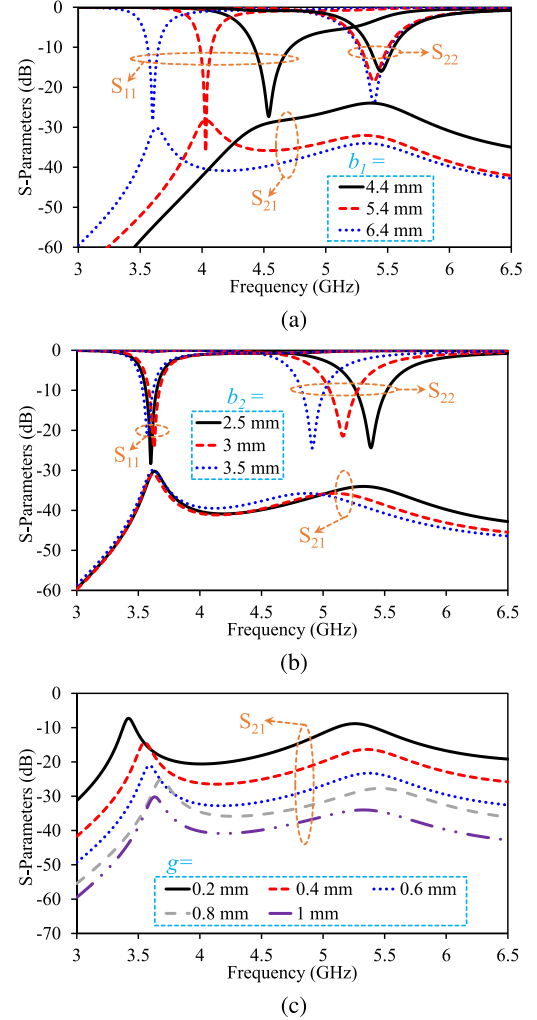 S-Parameters (dB)
0
-10
-20
-30
-40
-50
-60
S11
S22
S21
b1 =
4.4 mm
5.4 mm
6.4 mm
3 3.5 4 4.5 5 5.5 6 6.5
Frequency (GHz)
(a)
S-Parameters (dB)
0
-10
-20
-30
-40
-50
-60
b2 =
2.5 mm
3 mm
3.5 mm
S22
S11
S21
3 3.5 4 4.5 5 5.5 6 6.5
Frequency (GHz)
(b)
S-Parameters (dB)
0
-10
-20
-30
-40
-50
-60
-70
S21
g=
0.2 mm 0.4 mm 0.6 mm
0.8 mm 1 mm
3 3.5 4 4.5 5 5.5 6 6.5
Frequency (GHz)
(c)